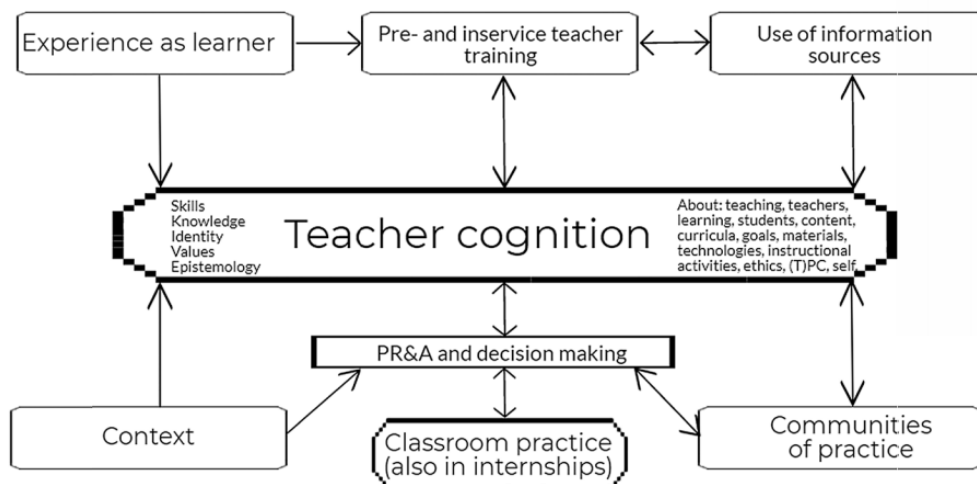 Experience as learner
Pre- and inservice teacher
training
Use of information
sources
Skills
Knowledge
Identity
Values
Epistemology
Teacher cognition
About: teaching, teachers,
learning, students, content,
curricula, goals, materials,
technologies, instructional
activities, ethics, (T)PC, self,
PR&A and decision making
Context
Classroom practice
(also in internships)
Communities
of practice